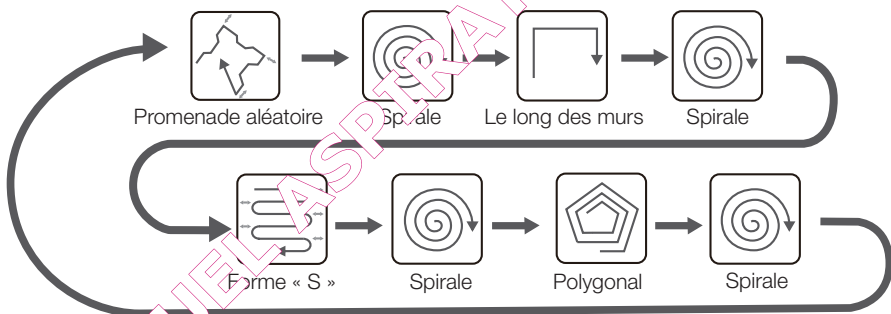 Promenade aléatoire
Spirale
Le long des murs
Spirale
Forme « S »
Spirale
Polygonal
Spirale